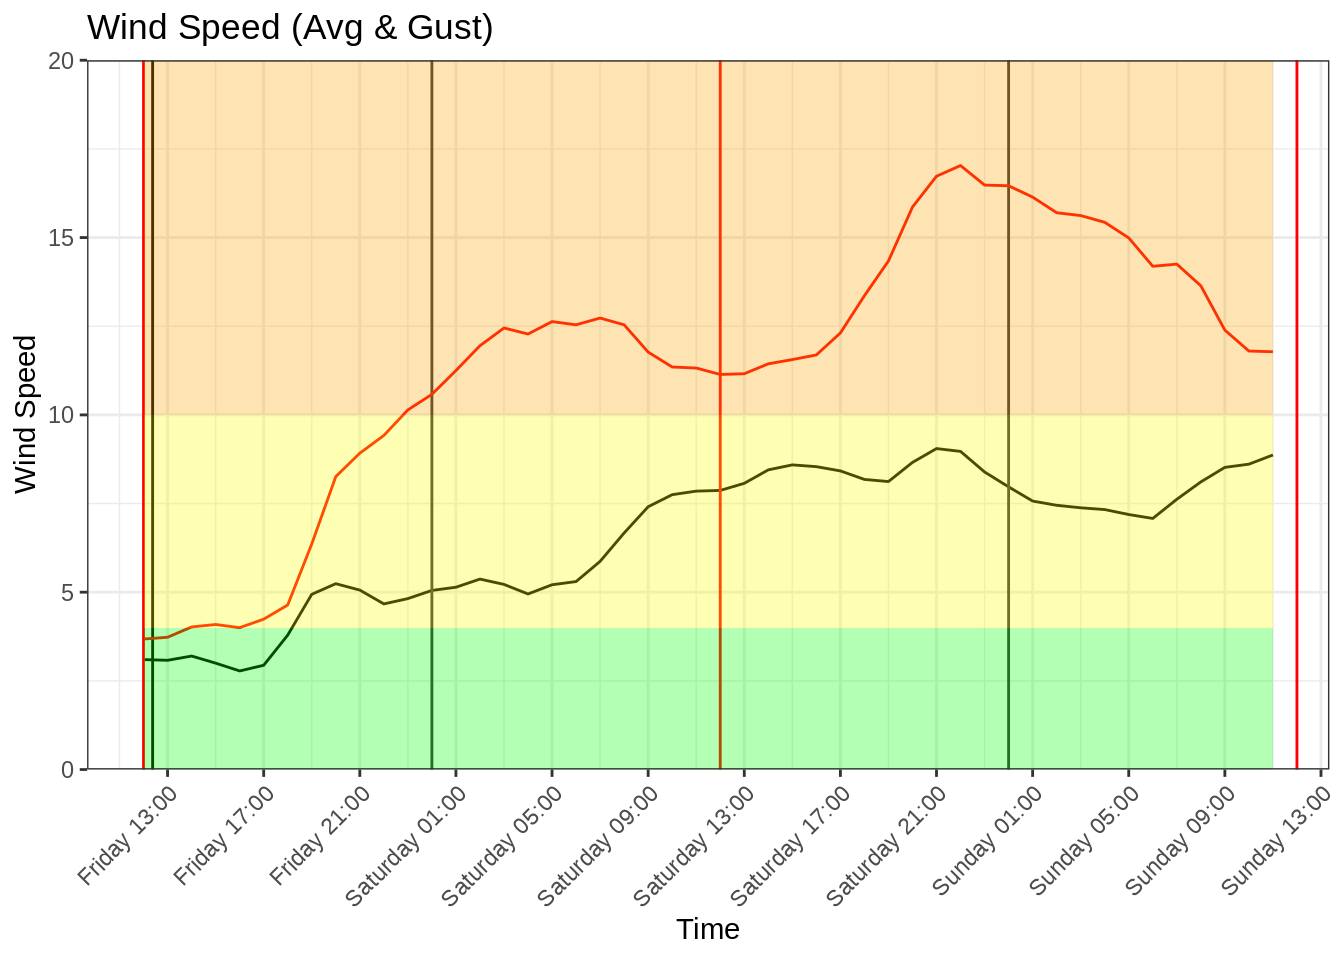 Wind Speed (Avg & Gust)
20
15
10
5
0
Wind Speed
Friday 13:00
Friday 17:00
Friday 21:00
Saturday 01:00
Saturday 05:00
Saturday 09:00
Saturday 13:00
Saturday 17:00
Saturday 21:00
Sunday 01:00
Sunday 05:00
Sunday 09:00
Sunday 13:00
Time